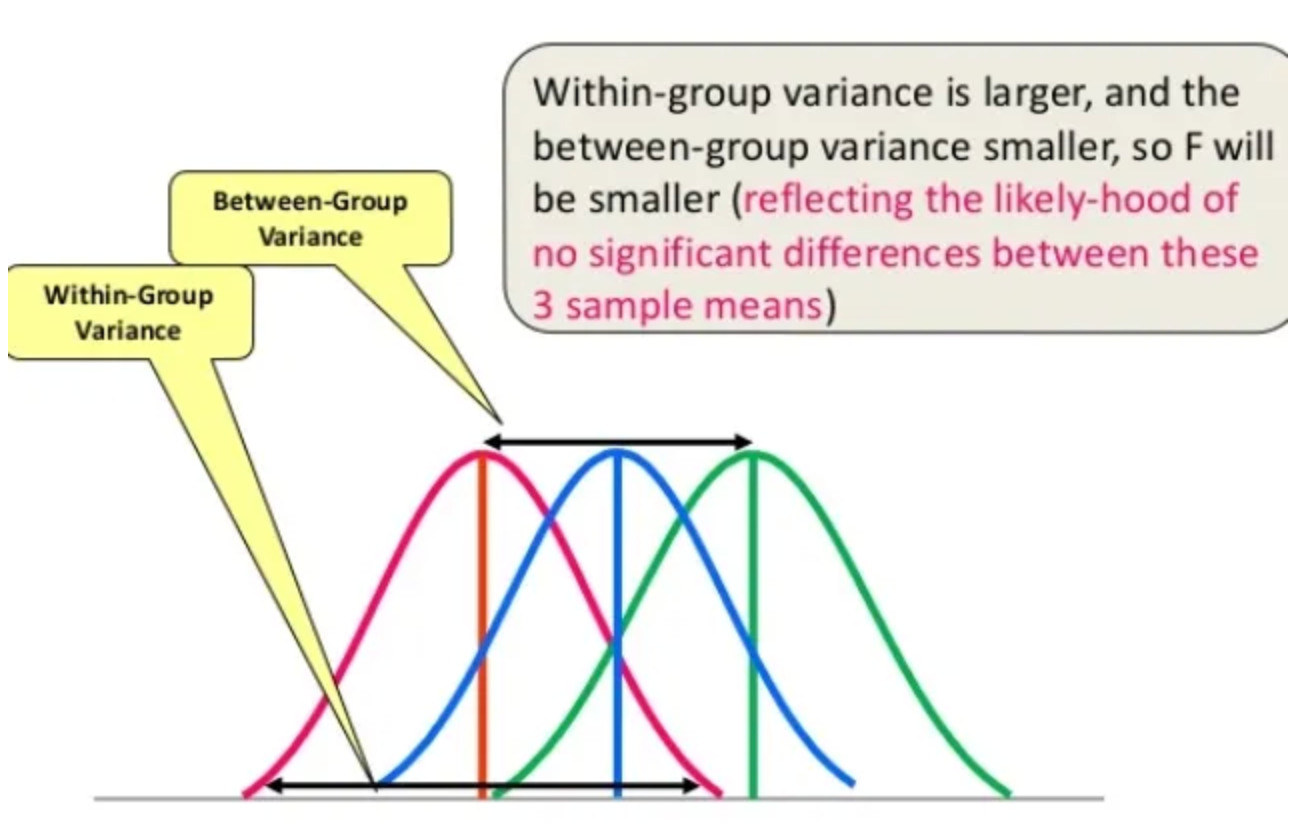 Within-group variance is larger, and the
between-group variance smaller, so F will
be smaller (reflecting the likely-hood of
no significant differences between these
3 sample means)
Between-Group
Variance
Within-Group
Variance